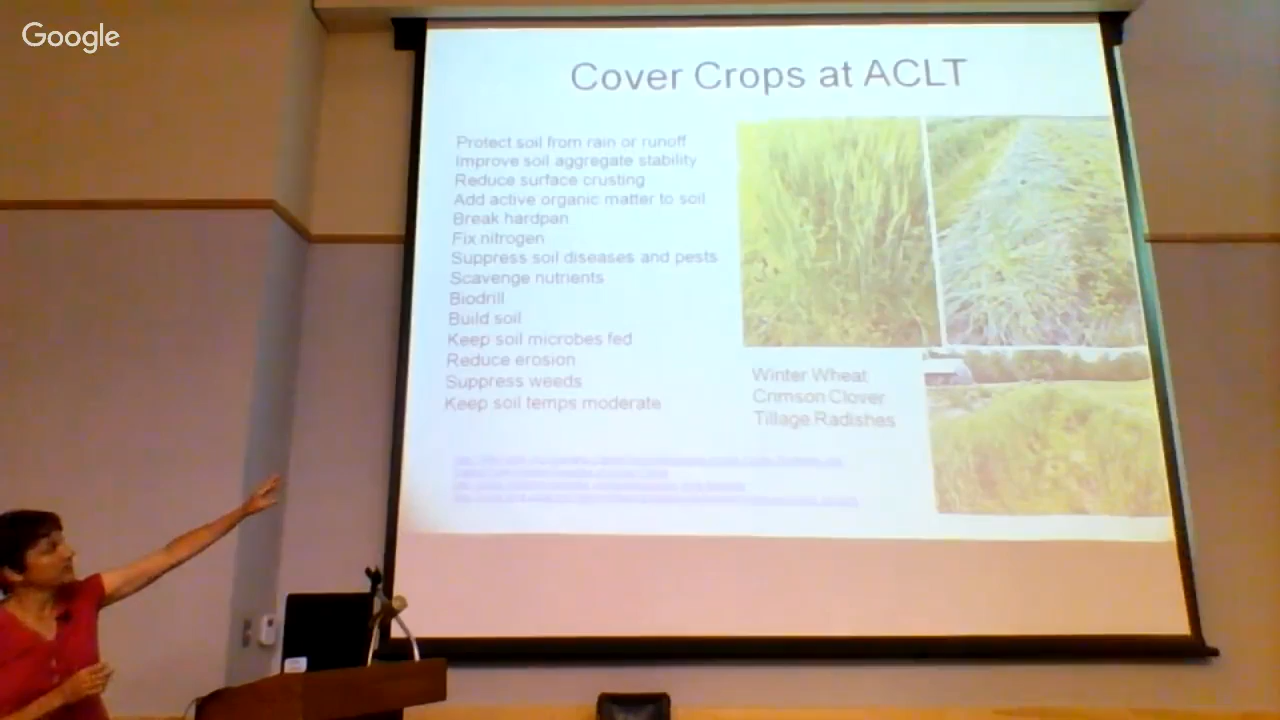 Google
Cover Crops at ACLT
Protect soil from rain or runoff
Improve soil aggregate stability
Reduce surface crusting
Add active organic matter to soil
Break hardpan
Fix nitrogen
Suppress soil diseases and pests
Scavenge nutrients
Biodrill
Build soil
Keep soil microbes fed
Reduce erosion
Suppress weeds
Keep soil temps moderate
Winter Wheat
Crimson Clover
Tillage Radishes